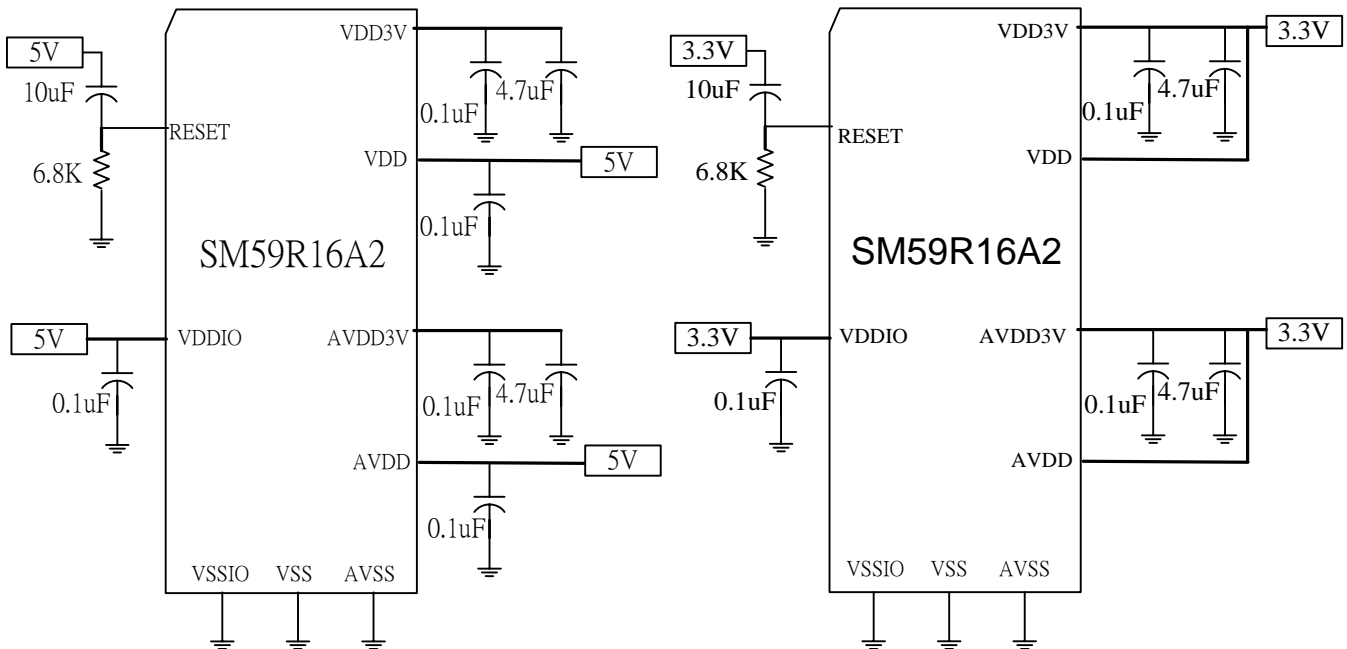 VDD3V
5V
10uF
4.7uF
0.1uF
RESET
VDD
5V
6.8K
0.1uF
SM59R16A2
5V
VDDIO
AVDD3V
0.1uF
4.7uF
0.1uF
AVDD
5V
0.1uF
VSSIO VSS AVSS
VDD3V
3.3V
3.3V
10uF
4.7uF
0.1uF
RESET
VDD
6.8K
SM59R16A2
3.3V
VDDIO
AVDD3V
3.3V
0.1uF
4.7uF
0.1uF
AVDD
VSSIO VSS AVSS